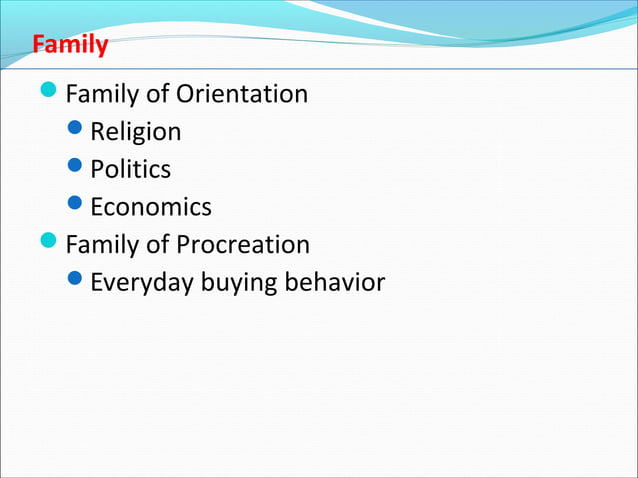 Family
Family of Orientation
Religion
Politics
Economics
Family of Procreation
Everyday buying behavior